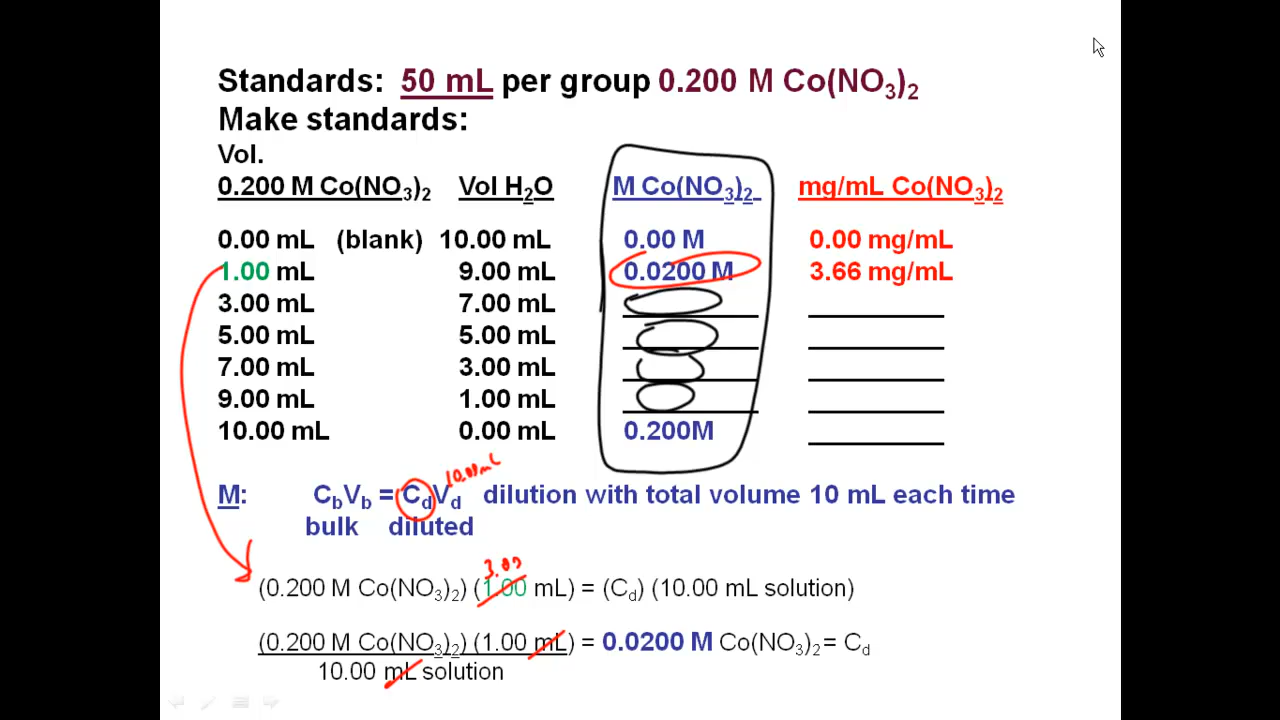 Standards: 50 mL per group 0.200 M Co(NO3)2
Make standards:
Vol.
0.200 M Co(NO3)2 Vol H2O M Co(NO3)2 mg/mL Co(NO3)2
0.00 mL (blank) 10.00 mL 0.00 M 0.00 mg/mL
1.00 mL 9.00 mL 0.0200 M 3.66 mg/mL
3.00 mL 7.00 mL
5.00 mL 5.00 mL
7.00 mL 3.00 mL
9.00 mL 1.00 mL
10.00 mL 0.00 mL 0.200M
10.00 mL
M: CbVb = CdVd dilution with total volume 10 mL each time
bulk diluted
3.00
(0.200 M Co(NO3)2) (1.00 mL) = (Cd) (10.00 mL solution)
(0.200 M Co(NO3)2) (1.00 mL) = 0.0200 M Co(NO3)2 = Cd
10.00 mL solution